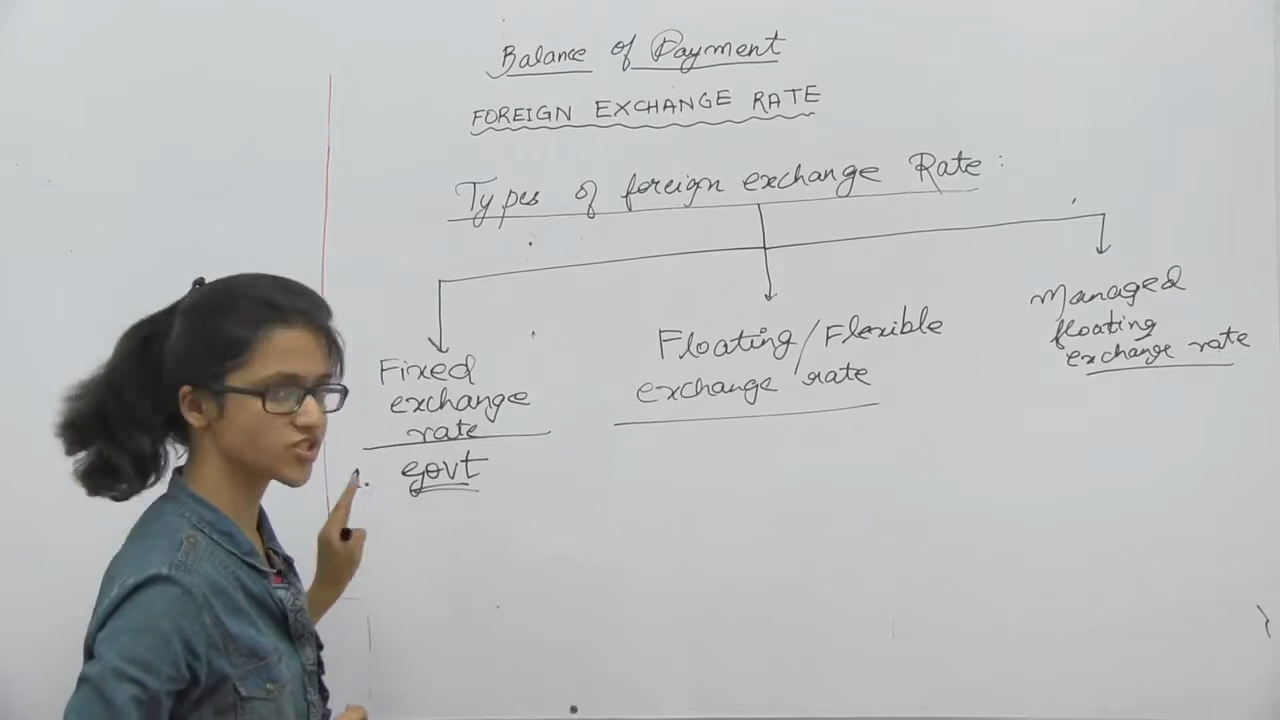 Balance of Payment
FOREIGN EXCHANGE RATE
Types of foreign exchange Rate:
Fixed
exchange
rate
govt
Floating/Flexible
exchange rate
Managed
floating
exchange rate